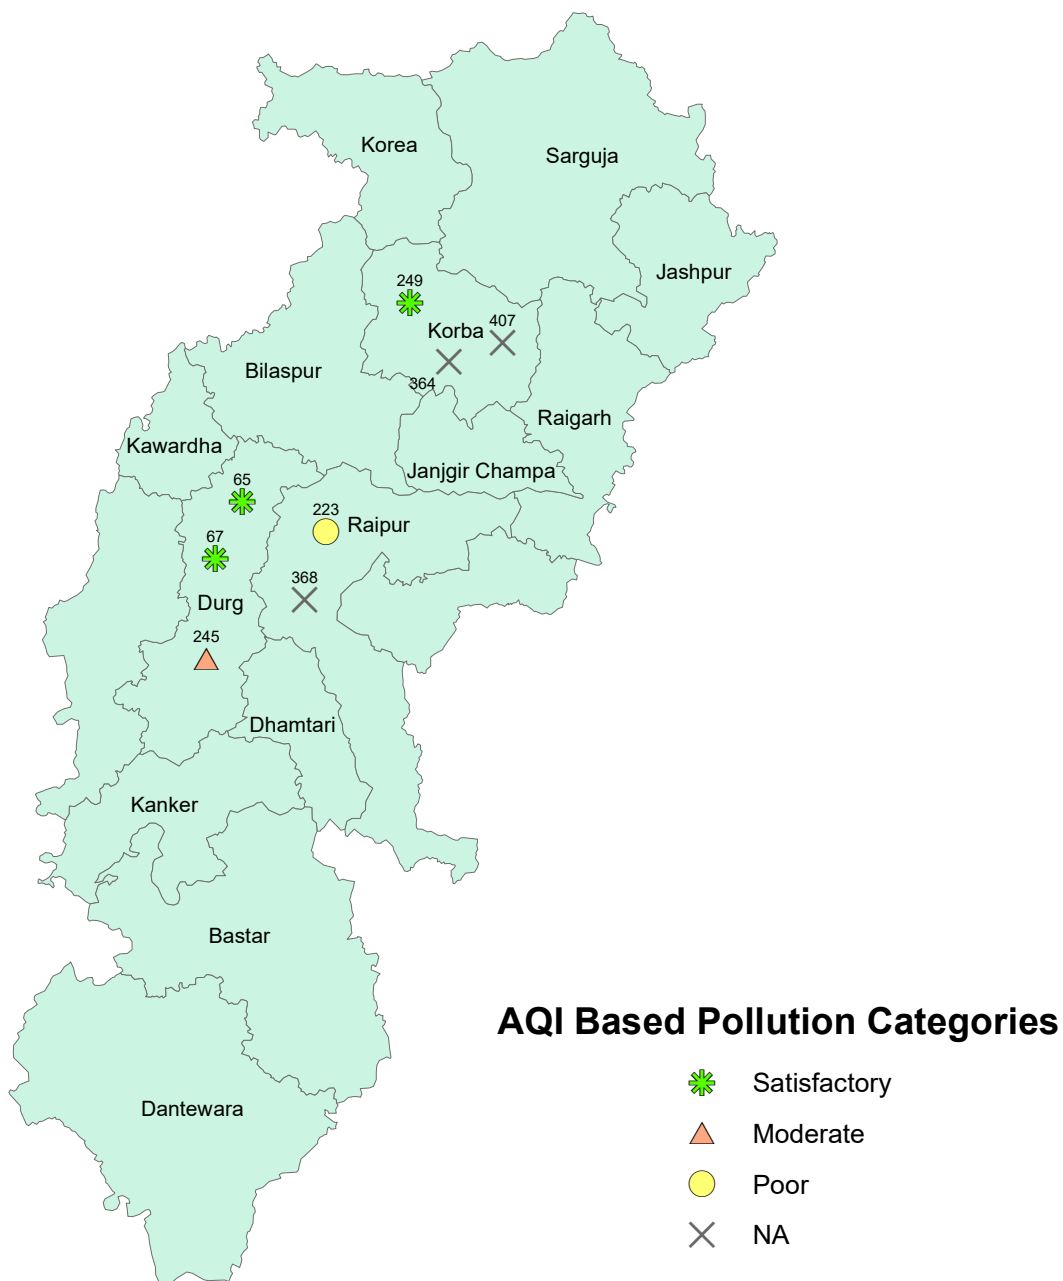 Korea
Sarguja
Jashpur
249
407
Korba
364
Bilaspur
Raigarh
Kawardha
Janjgir Champa
65
223
Raipur
67
368
Durg
245
Dhamtari
Kanker
Bastar
Dantewara
AQI Based Pollution Categories
Satisfactory
Moderate
Poor
NA